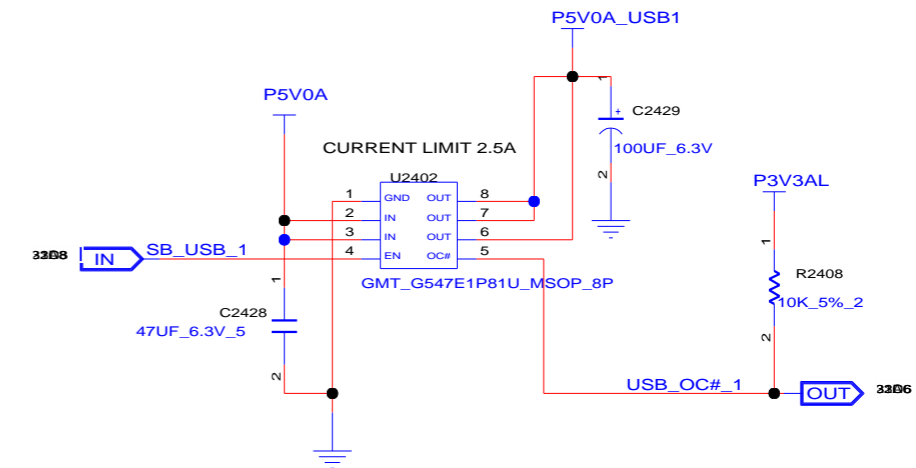 P5V0A_USB1
1
P5V0A
+ C2429
CURRENT LIMIT 2.5A
100UF_6.3V
U2402
2
P3V3AL
1 GND OUT 8
2 IN OUT 7
3 IN OUT 6
4 EN OC# 5
IN SB_USB_1
1
GMT_G547E1P81U_MSOP_8P
1
R2408
10K_5%_2
C2428
47UF_6.3V_5
2
2
USB_OC#_1
OUT